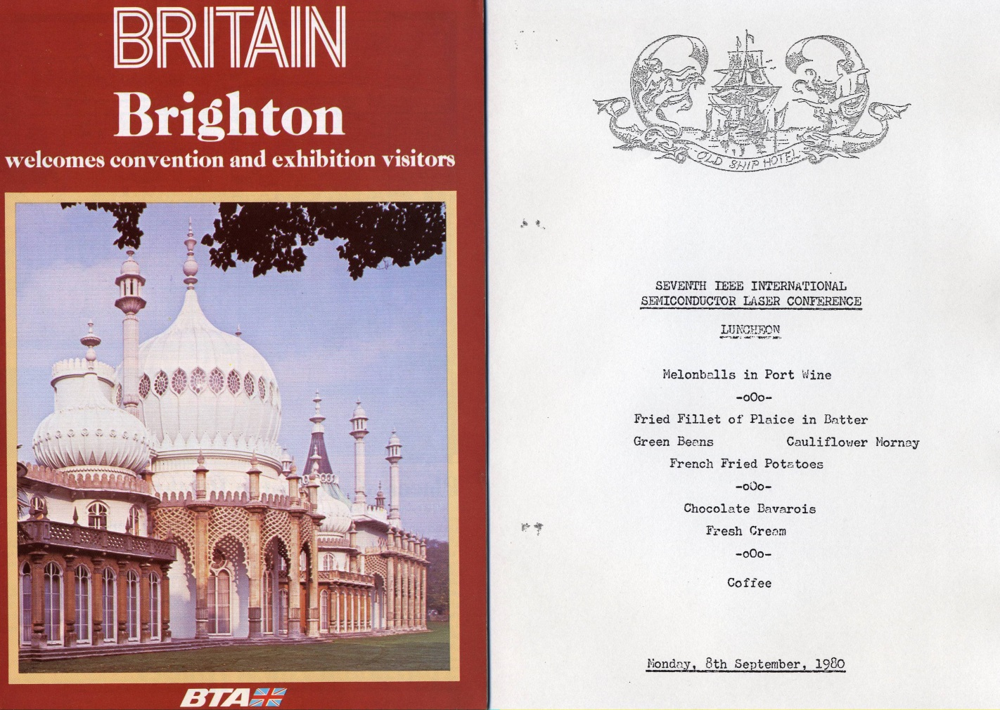 BRITAIN
Brighton
welcomes convention and exhibition visitors
BTA
OLD SHIP HOTEL
SEVENTH IEEE INTERNATIONAL
SEMICONDUCTOR LASER CONFERENCE
LUNCHEON
Melonballs in Port Wine
-oOo-
Fried Fillet of Plaice in Batter
Green Beans Cauliflower Mornay
French Fried Potatoes
-oOo-
Chocolate Bavarois
Fresh Cream
-oOo-
Coffee
Monday, 8th September, 1980